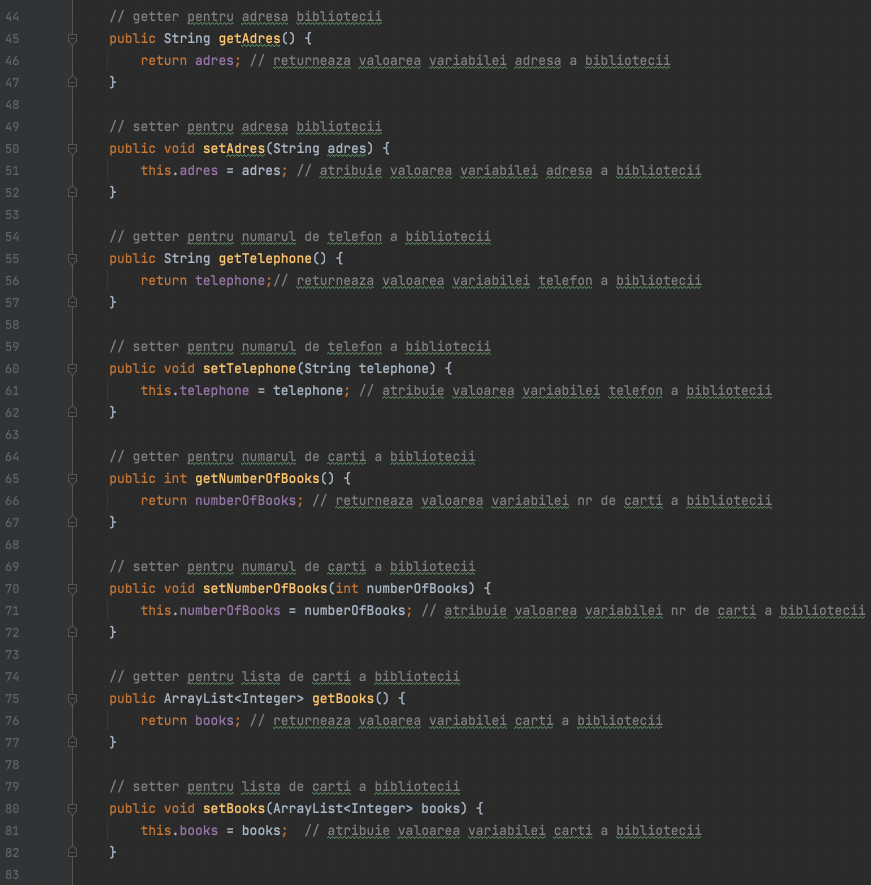 44 // getter pentru adresa bibliotecii
45 public String getAdres() {
46 return adres; // returneaza valoarea variabilei adresa a bibliotecii
47 }
48
49 // setter pentru adresa bibliotecii
50 public void setAdres(String adres) {
51 this.adres = adres; // atribuie valoarea variabilei adresa a bibliotecii
52 }
53
54 // getter pentru numarul de telefon a bibliotecii
55 public String getTelephone() {
56 return telephone;// returneaza valoarea variabilei telefon a bibliotecii
57 }
58
59 // setter pentru numarul de telefon a bibliotecii
60 public void setTelephone(String telephone) {
61 this.telephone = telephone; // atribuie valoarea variabilei telefon a bibliotecii
62 }
63
64 // getter pentru numarul de carti a bibliotecii
65 public int getNumberOfBooks() {
66 return numberOfBooks; // returneaza valoarea variabilei nr de carti a bibliotecii
67 }
68
69 // setter pentru numarul de carti a bibliotecii
70 public void setNumberOfBooks(int numberOfBooks) {
71 this.numberOfBooks = numberOfBooks; // atribuie valoarea variabilei nr de carti a bibliotecii
72 }
73
74 // getter pentru lista de carti a bibliotecii
75 public ArrayList<Integer> getBooks() {
76 return books; // returneaza valoarea variabilei carti a bibliotecii
77 }
78
79 // setter pentru lista de carti a bibliotecii
80 public void setBooks(ArrayList<Integer> books) {
81 this.books = books;  // atribuie valoarea variabilei carti a bibliotecii
82 }
83